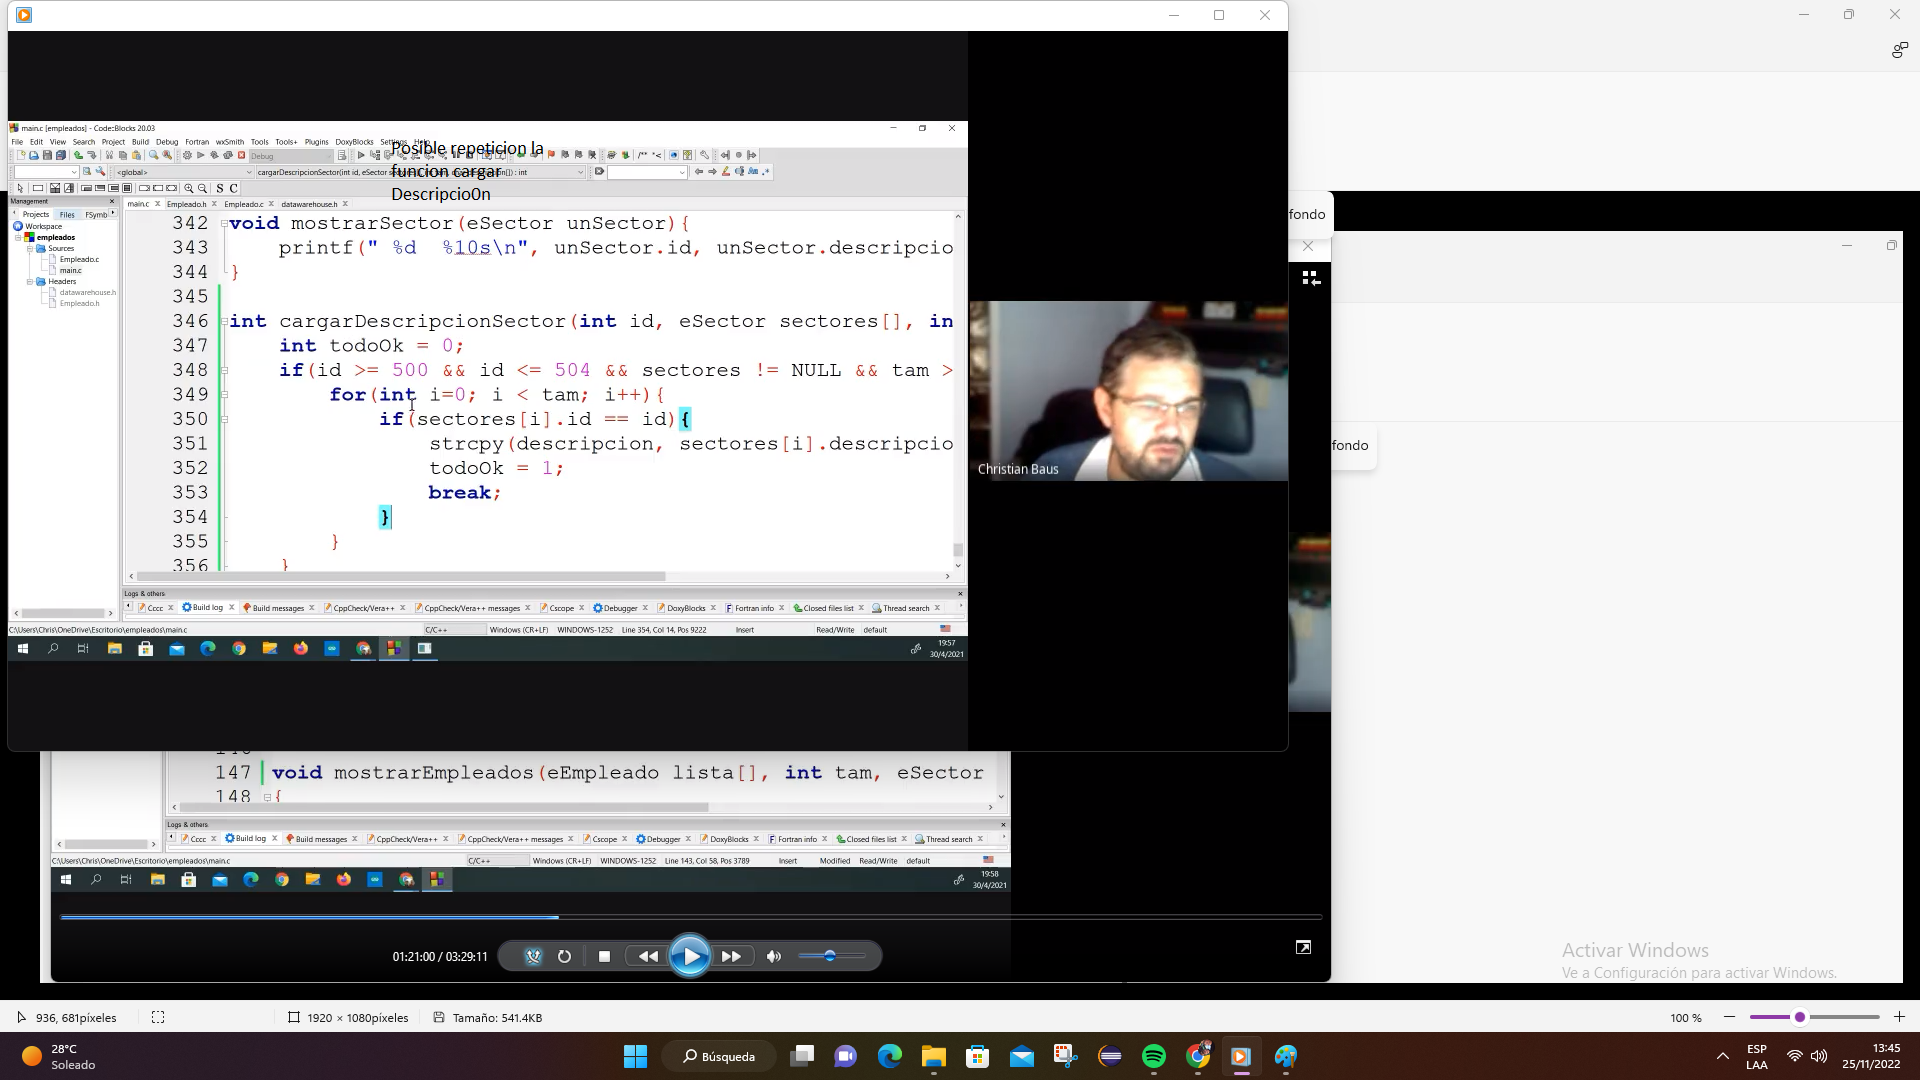 main.c [empleados] - Code::Blocks 20.03
File Edit View Search Project Build Debug Fortran wxSmith Tools Tools+ Plugins DoxyBlocks Settings Help
Posible repeticion la
funcion cargar
Descripcio0n
Debug
<global>
main.c Empleado.h Empleado.c datawarehouse.h
Management
Projects Files FSymb
Workspace
empleados
Sources
Empleado.c
main.c
Headers
datawarehouse.h
Empleado.h
342 void mostrarSector(eSector unSector){
343 printf(" %d  %10s\n", unSector.id, unSector.descripcio
344 }
345
346 int cargarDescripcionSector(int id, eSector sectores[], in
347 int todoOk = 0;
348 if(id >= 500 && id <= 504 && sectores != NULL && tam >
349 for(int i=0; i < tam; i++){
350 if(sectores[i].id == id){
351 strcpy(descripcion, sectores[i].descripcio
352 todoOk = 1;
353 break;
354 }
355 }
356 }
Logs & others
Cccc Build log Build messages CppCheck/Vera++ CppCheck/Vera++ messages Cscope Debugger DoxyBlocks Fortran info Closed files list Thread search
C:\Users\Chris\OneDrive\Escritorio\empleados\main.c C/C++ Windows (CR+LF) WINDOWS-1252 Line 354, Col 14, Pos 9222 Insert Read/Write default
19:57
30/4/2021
Christian Baus
fondo
fondo
147 void mostrarEmpleados(eEmpleado lista[], int tam, eSector
148 {
Logs & others
Cccc Build log Build messages CppCheck/Vera++ CppCheck/Vera++ messages Cscope Debugger DoxyBlocks Fortran info Closed files list Thread search
C:\Users\Chris\OneDrive\Escritorio\empleados\main.c C/C++ Windows (CR+LF) WINDOWS-1252 Line 143, Col 58, Pos 3789 Insert Modified Read/Write default
19:58
30/4/2021
01:21:00 / 03:29:11
Activar Windows
Ve a Configuración para activar Windows.
936, 681píxeles 1920 × 1080píxeles Tamaño: 541.4KB 100 %
28°C
Soleado
Búsqueda
ESP
LAA
13:45
25/11/2022